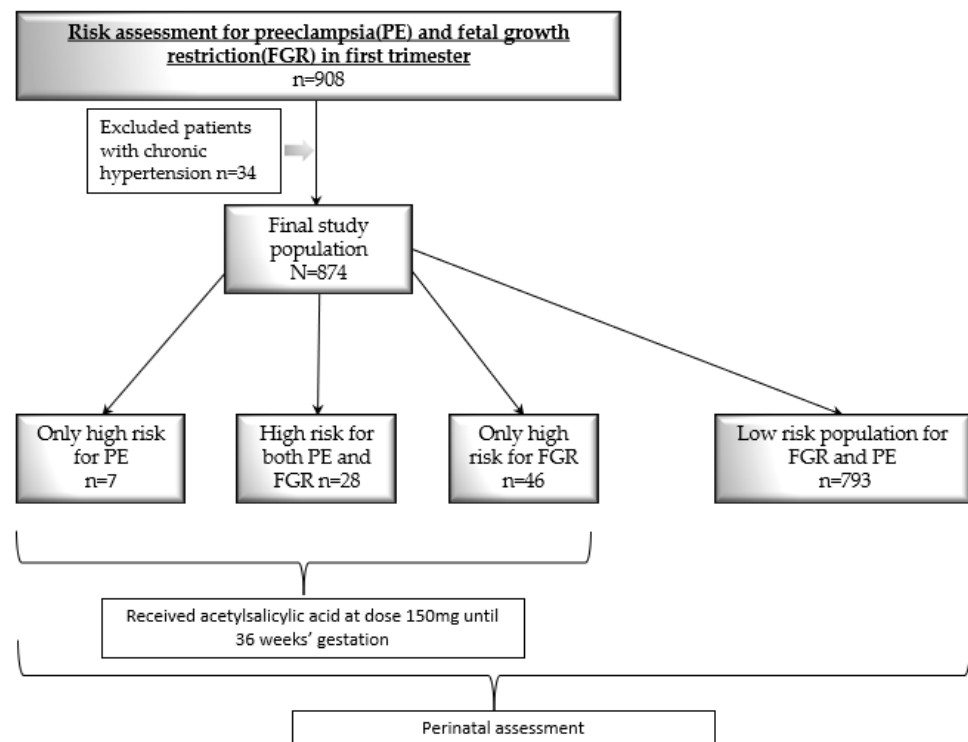 Risk assessment for preeclampsia(PE) and fetal growth
restriction(FGR) in first trimester
n=908
Excluded patients
with chronic
hypertension n=34
Final study
population
N=874
Only high risk
for PE
n=7
High risk for
both PE and
FGR n=28
Only high
risk for FGR
n=46
Low risk population for
FGR and PE
n=793
Received acetylsalicylic acid at dose 150mg until
36 weeks’ gestation
Perinatal assessment